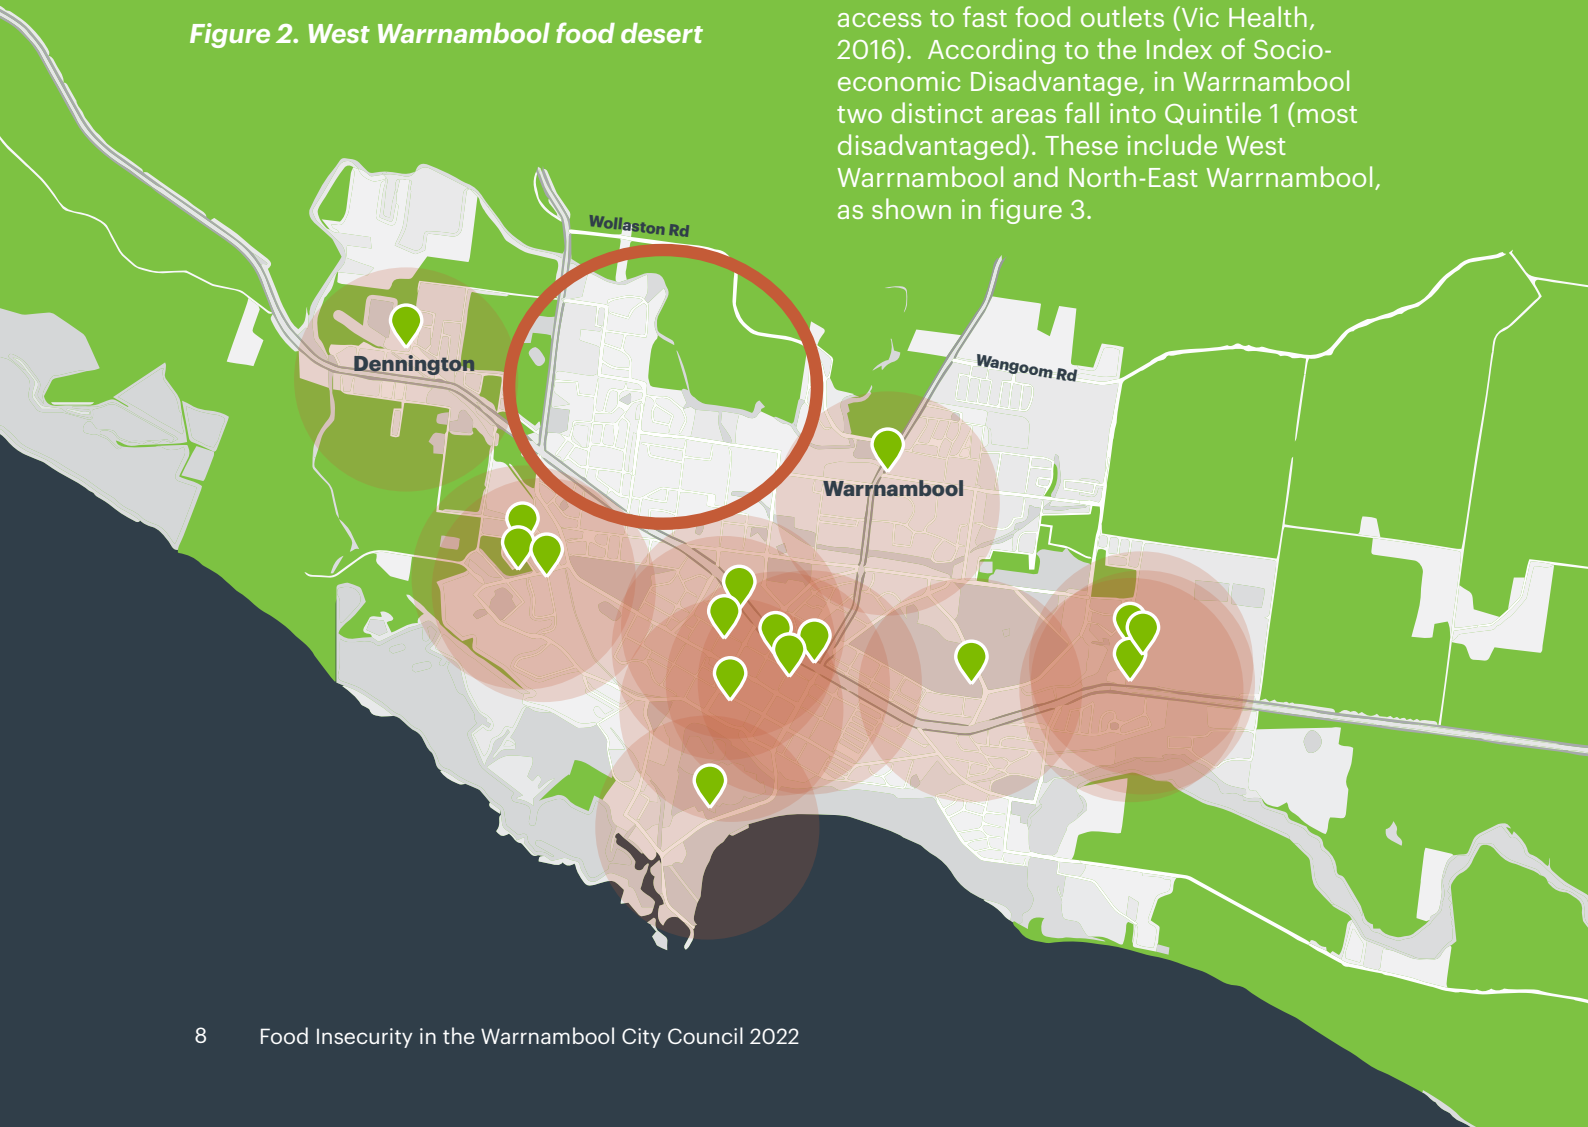 Figure 2. West Warrnambool food desert
access to fast food outlets (Vic Health,
2016).  According to the Index of Socio-
economic Disadvantage, in Warrnambool
two distinct areas fall into Quintile 1 (most
disadvantaged). These include West
Warrnambool and North-East Warrnambool,
as shown in figure 3.
Wollaston Rd
Dennington
Wangoom Rd
Warrnambool
8 Food Insecurity in the Warrnambool City Council 2022